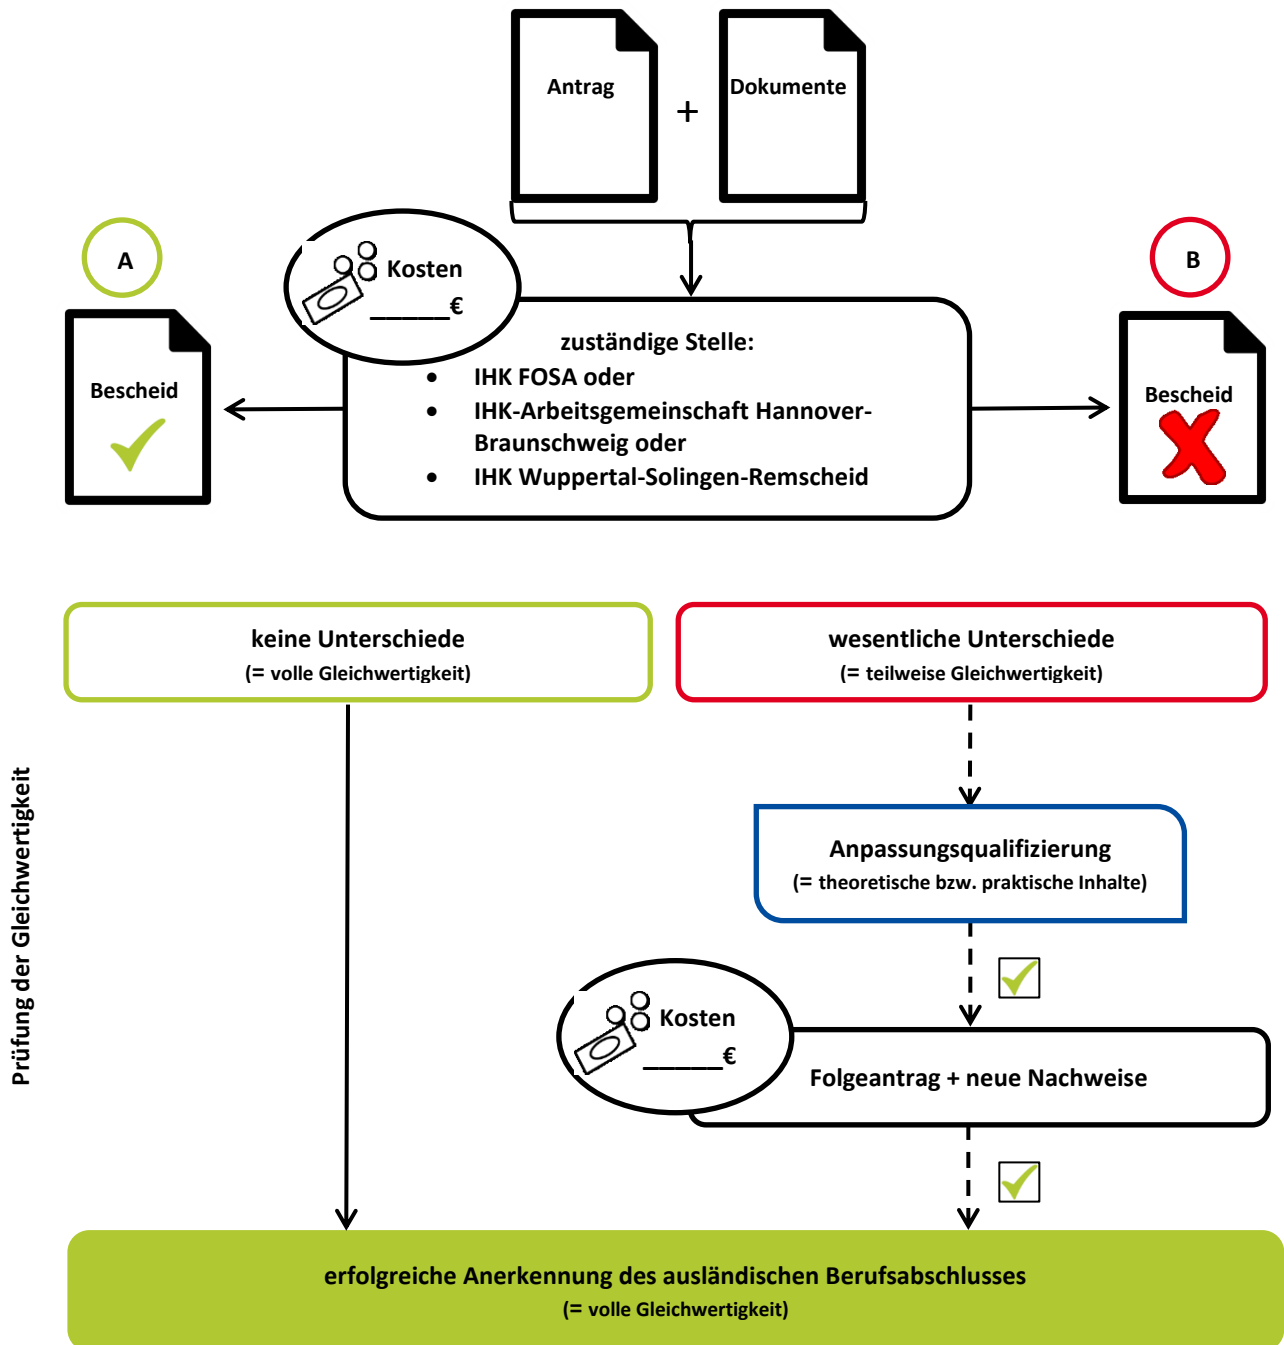 Antrag
+
Dokumente
A
B
Kosten
______€
zuständige Stelle:
• IHK FOSA oder
• IHK-Arbeitsgemeinschaft Hannover-
Braunschweig oder
• IHK Wuppertal-Solingen-Remscheid
Bescheid
Bescheid
keine Unterschiede
(= volle Gleichwertigkeit)
wesentliche Unterschiede
(= teilweise Gleichwertigkeit)
Prüfung der Gleichwertigkeit
Anpassungsqualifizierung
(= theoretische bzw. praktische Inhalte)
Kosten
______€
Folgeantrag + neue Nachweise
erfolgreiche Anerkennung des ausländischen Berufsabschlusses
(= volle Gleichwertigkeit)